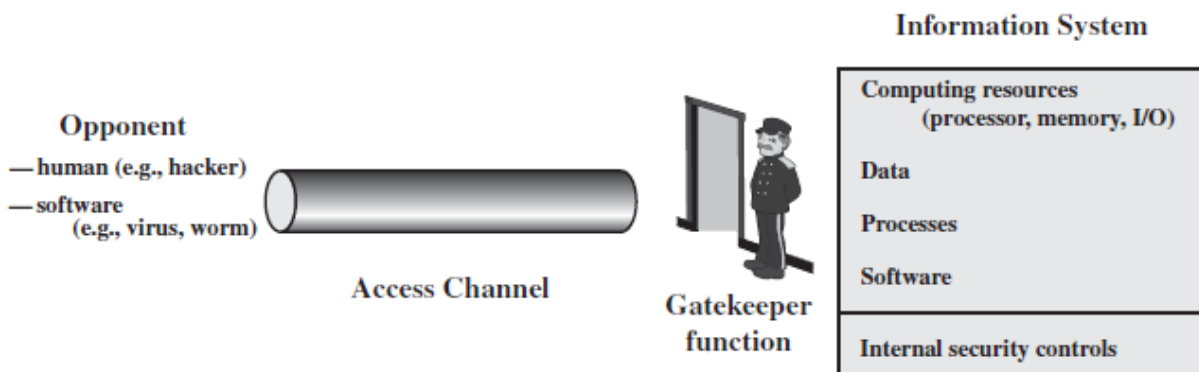 Information System
Opponent
— human (e.g., hacker)
— software
(e.g., virus, worm)
Access Channel
Gatekeeper
function
Computing resources
(processor, memory, I/O)
Data
Processes
Software
Internal security controls